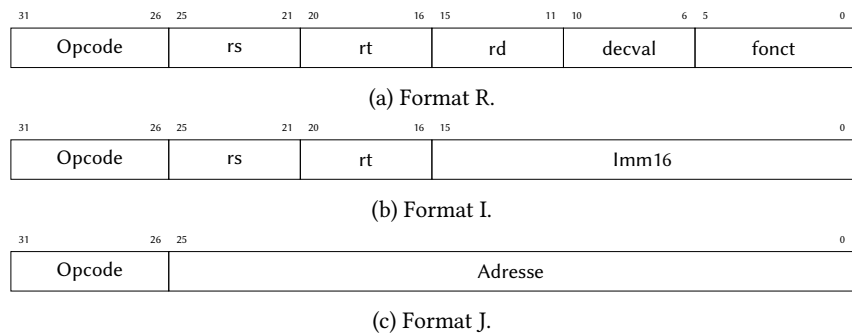 31 26 25 21 20 16 15 11 10 6 5 0
Opcode rs rt rd decval fonct
(a) Format R.
31 26 25 21 20 16 15 0
Opcode rs rt Imm16
(b) Format I.
31 26 25 0
Opcode Adresse
(c) Format J.